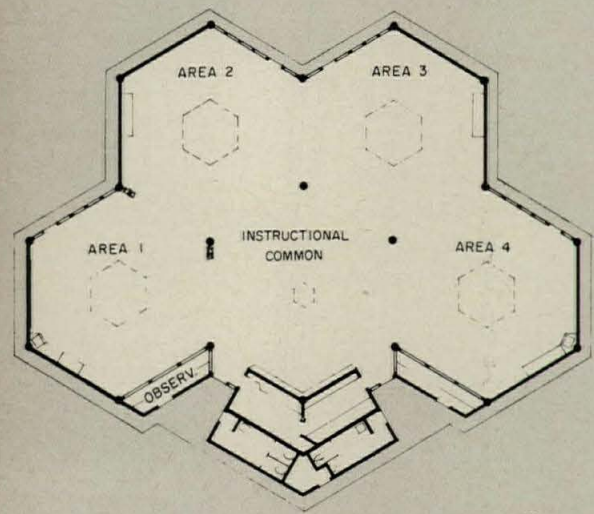 AREA 2
AREA 3
AREA 1
INSTRUCTIONAL
COMMON
AREA 4
OBSERV.